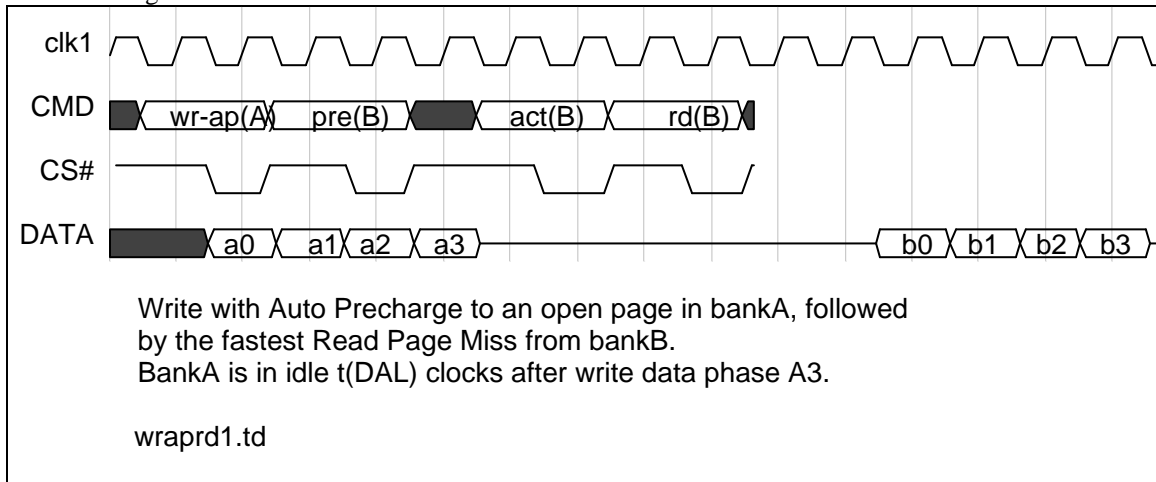 clk1
CMD wr-ap(A) pre(B) act(B) rd(B)
CS#
DATA a0 a1 a2 a3 b0 b1 b2 b3
Write with Auto Precharge to an open page in bankA, followed
by the fastest Read Page Miss from bankB.
BankA is in idle t(DAL) clocks after write data phase A3.
wraprd1.td